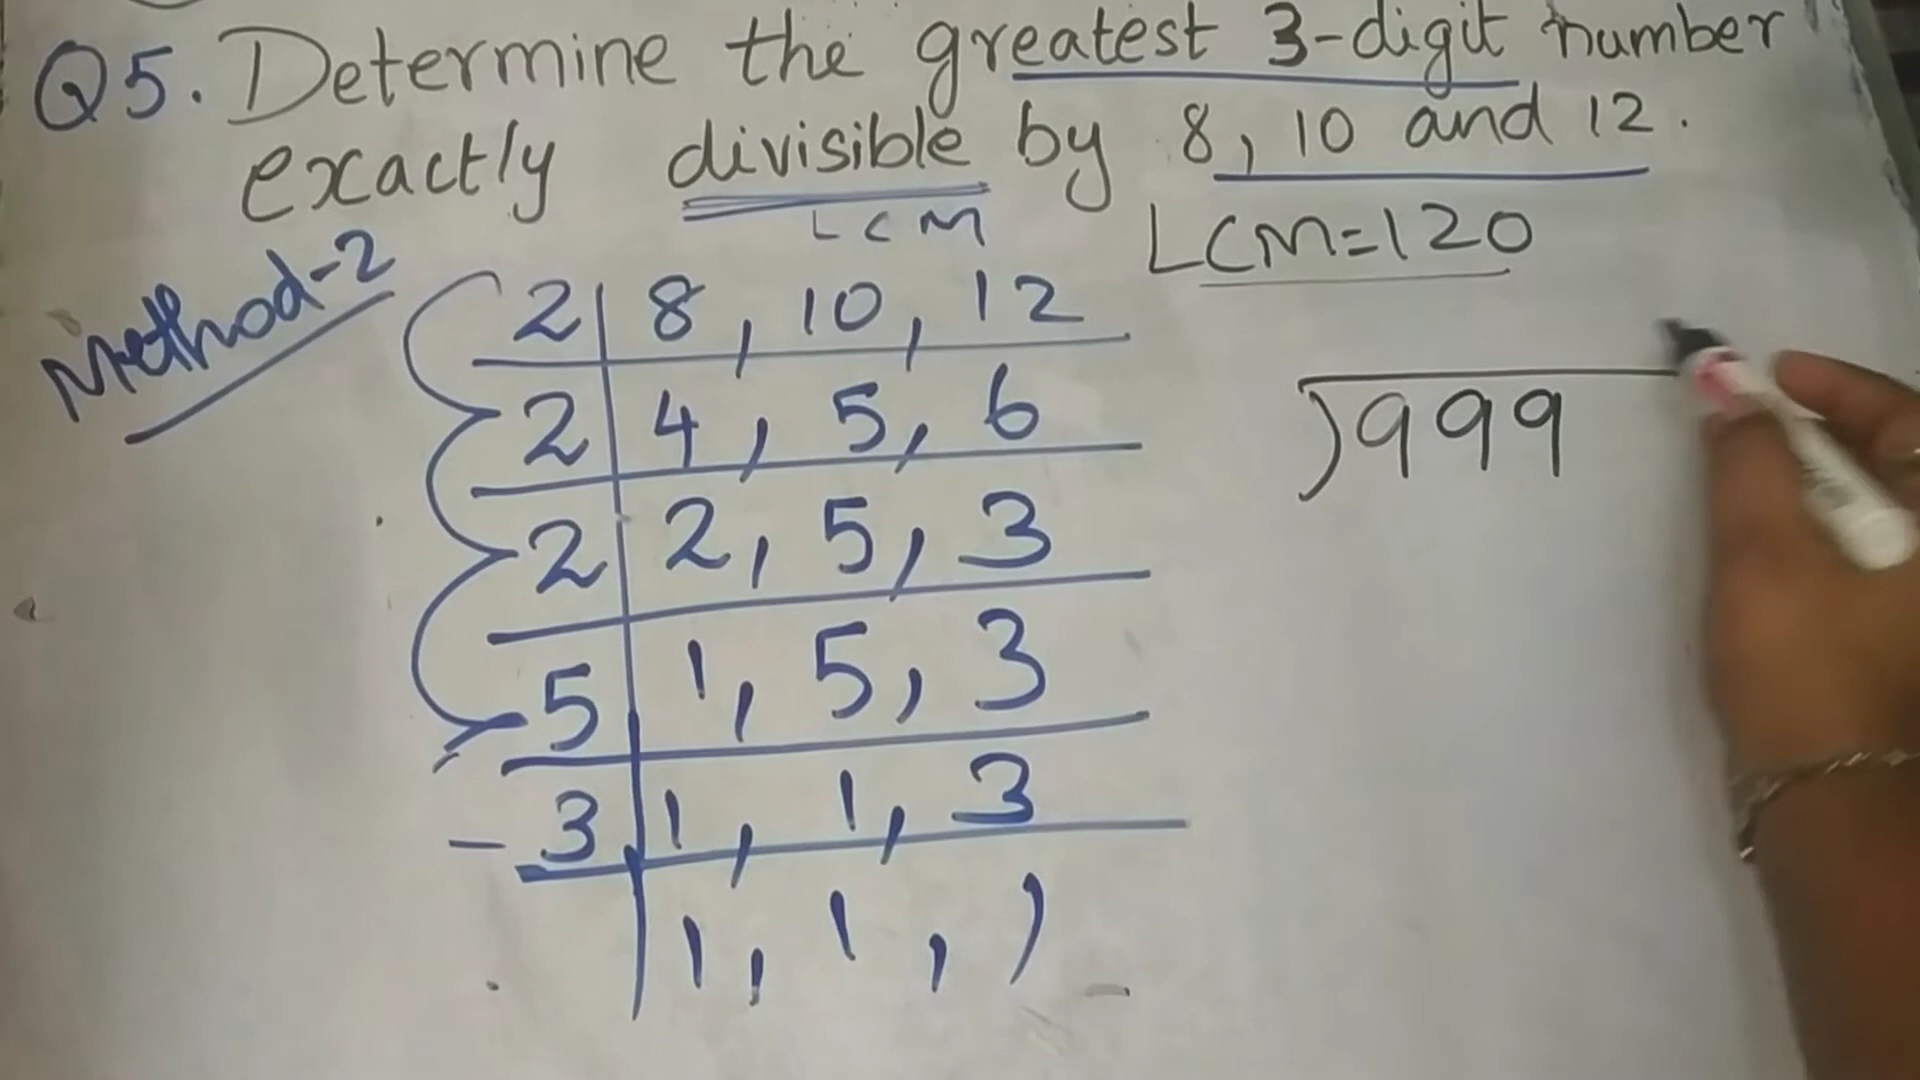 Q5. Determine the greatest 3-digit number
exactly divisible by 8, 10 and 12.
LCM
LCM=120
Method-2
2 | 8, 10, 12
2 | 4, 5, 6
2 | 2, 5, 3
5 | 1, 5, 3
- 3 | 1, 1, 3
| 1, 1, 1
)999